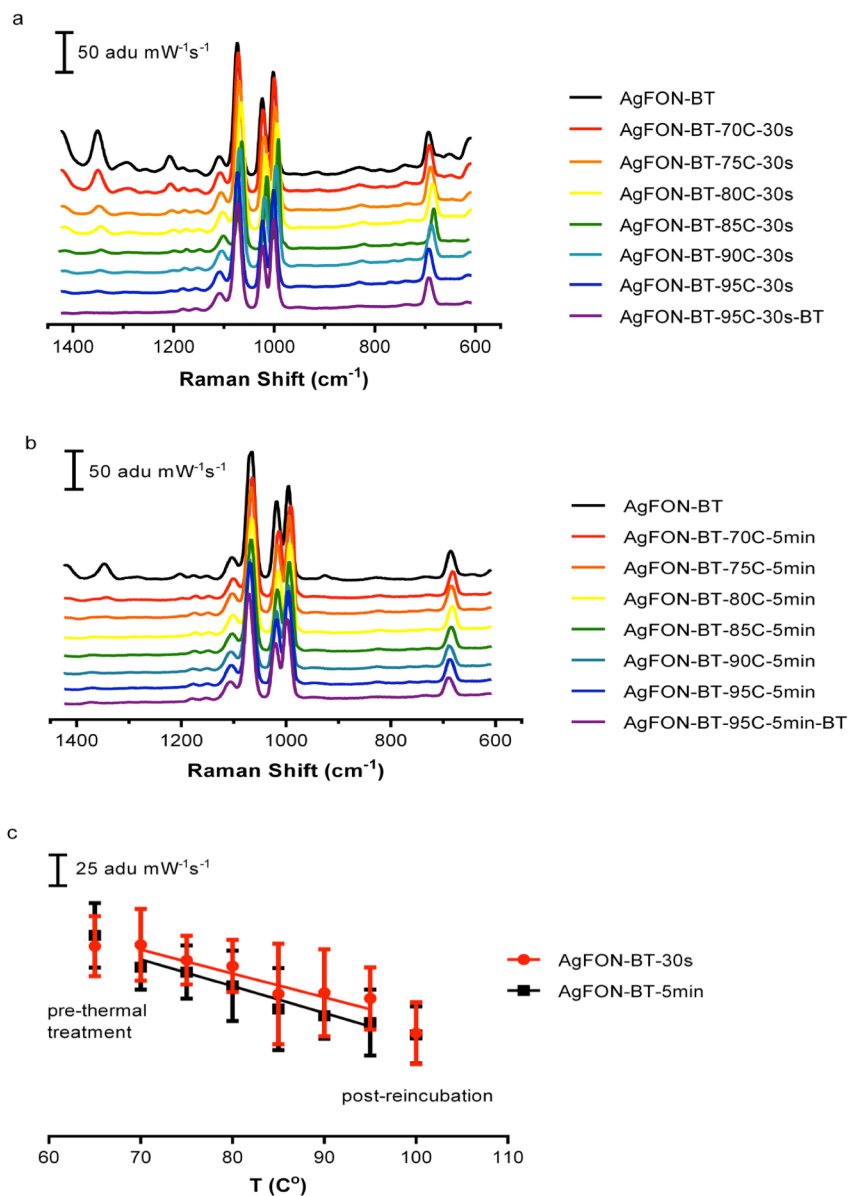 a
50 adu mW⁻¹s⁻¹
AgFON-BT
AgFON-BT-70C-30s
AgFON-BT-75C-30s
AgFON-BT-80C-30s
AgFON-BT-85C-30s
AgFON-BT-90C-30s
AgFON-BT-95C-30s
AgFON-BT-95C-30s-BT
1400 1200 1000 800 600
Raman Shift (cm⁻¹)
b
50 adu mW⁻¹s⁻¹
AgFON-BT
AgFON-BT-70C-5min
AgFON-BT-75C-5min
AgFON-BT-80C-5min
AgFON-BT-85C-5min
AgFON-BT-90C-5min
AgFON-BT-95C-5min
AgFON-BT-95C-5min-BT
1400 1200 1000 800 600
Raman Shift (cm⁻¹)
c
25 adu mW⁻¹s⁻¹
AgFON-BT-30s
AgFON-BT-5min
pre-thermal
treatment
post-reincubation
60 70 80 90 100 110
T (Cᴼ)